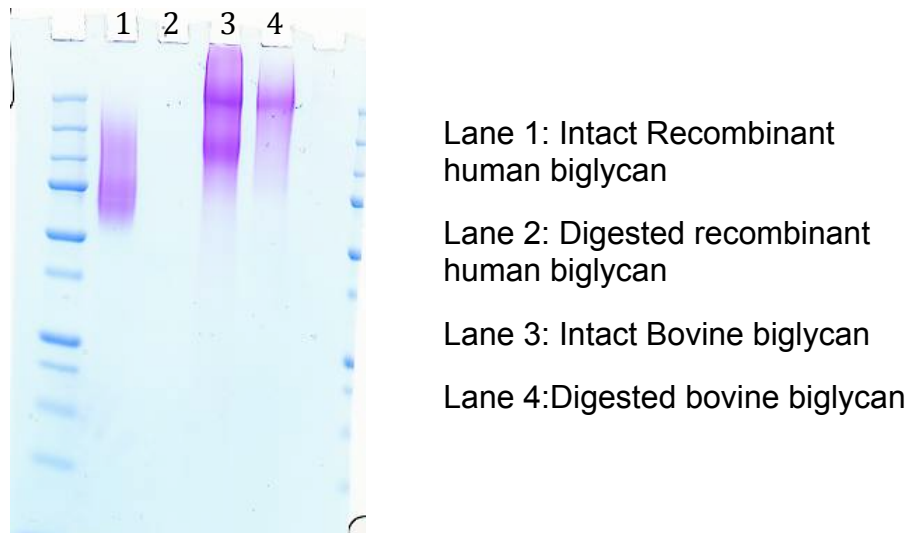 1 2 3 4
Lane 1: Intact Recombinant
human biglycan
Lane 2: Digested recombinant
human biglycan
Lane 3: Intact Bovine biglycan
Lane 4:Digested bovine biglycan